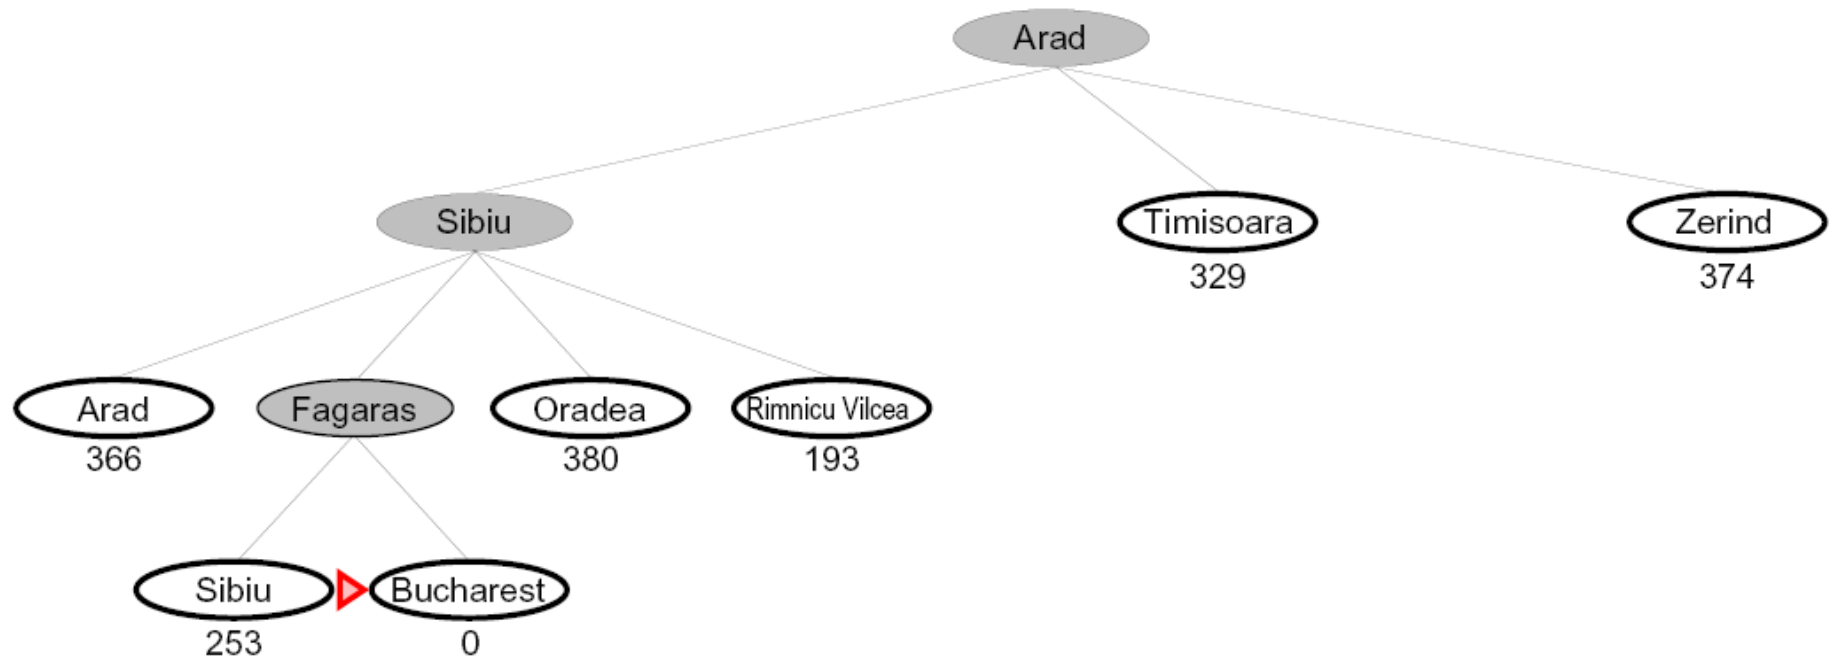 Arad
Sibiu
Timisoara
Zerind
329
374
Arad
Fagaras
Oradea
Rimnicu Vilcea
366
380
193
Sibiu
Bucharest
253
0